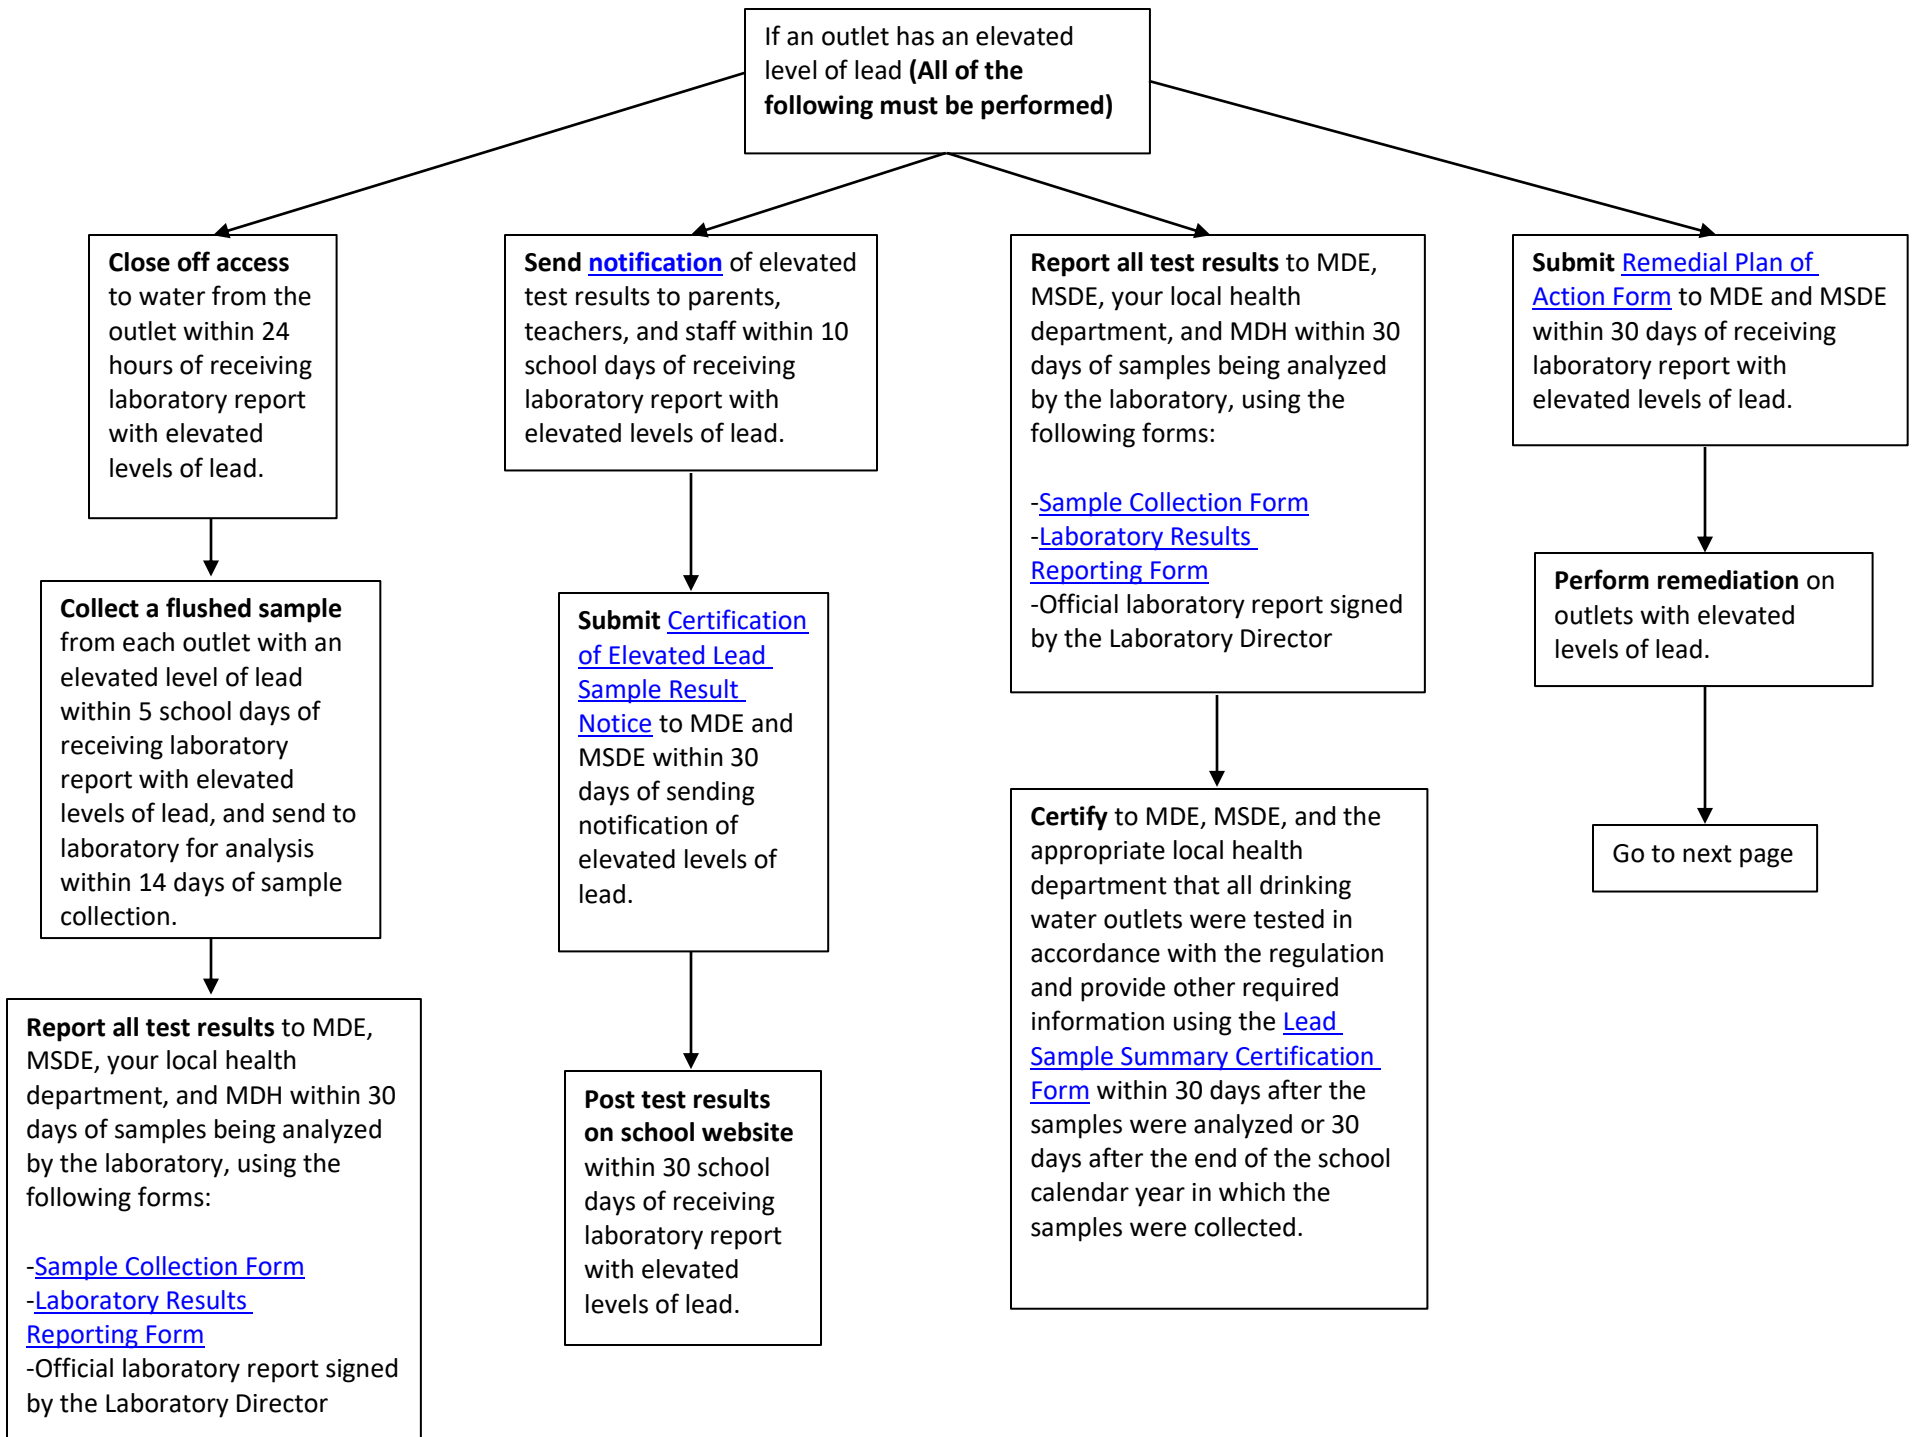 If an outlet has an elevated
level of lead (All of the
following must be performed)
Close off access
to water from the
outlet within 24
hours of receiving
laboratory report
with elevated
levels of lead.
Collect a flushed sample
from each outlet with an
elevated level of lead
within 5 school days of
receiving laboratory
report with elevated
levels of lead, and send to
laboratory for analysis
within 14 days of sample
collection.
Report all test results to MDE,
MSDE, your local health
department, and MDH within 30
days of samples being analyzed
by the laboratory, using the
following forms:
-Sample Collection Form
-Laboratory Results
Reporting Form
-Official laboratory report signed
by the Laboratory Director
Send notification of elevated
test results to parents,
teachers, and staff within 10
school days of receiving
laboratory report with
elevated levels of lead.
Submit Certification
of Elevated Lead
Sample Result
Notice to MDE and
MSDE within 30
days of sending
notification of
elevated levels of
lead.
Post test results
on school website
within 30 school
days of receiving
laboratory report
with elevated
levels of lead.
Report all test results to MDE,
MSDE, your local health
department, and MDH within 30
days of samples being analyzed
by the laboratory, using the
following forms:
-Sample Collection Form
-Laboratory Results
Reporting Form
-Official laboratory report signed
by the Laboratory Director
Certify to MDE, MSDE, and the
appropriate local health
department that all drinking
water outlets were tested in
accordance with the regulation
and provide other required
information using the Lead
Sample Summary Certification
Form within 30 days after the
samples were analyzed or 30
days after the end of the school
calendar year in which the
samples were collected.
Submit Remedial Plan of
Action Form to MDE and MSDE
within 30 days of receiving
laboratory report with
elevated levels of lead.
Perform remediation on
outlets with elevated
levels of lead.
Go to next page